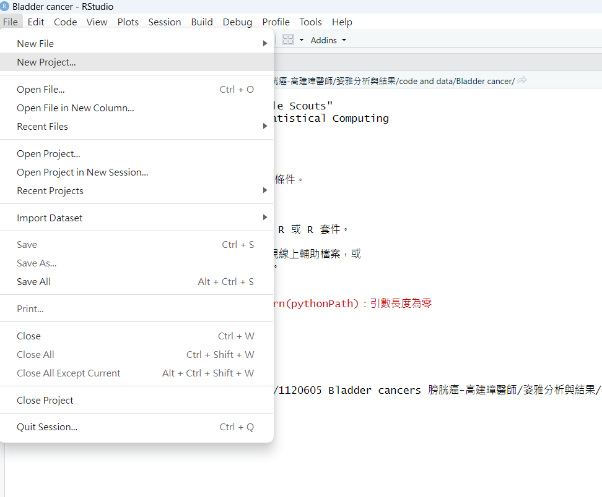 Bladder cancer - RStudio
File Edit Code View Plots Session Build Debug Profile Tools Help
New File
New Project...
Open File... Ctrl + O
Open File in New Column...
Recent Files
Open Project...
Open Project in New Session...
Recent Projects
Import Dataset
Save Ctrl + S
Save As...
Save All Alt + Ctrl + S
Print...
Close Ctrl + W
Close All Ctrl + Shift + W
Close All Except Current Alt + Ctrl + Shift + W
Close Project
Quit Session... Ctrl + Q
Addins
胱癌-高建璋醫師/姿雅分析與結果/code and data/Bladder cancer/
le Scouts"
atistical Computing
條件。
R 或 R 套件。
線上輔助檔案，或
。
rn(pythonPath)：引數長度為零
/1120605 Bladder cancers 膀胱癌-高建璋醫師/姿雅分析與結果/